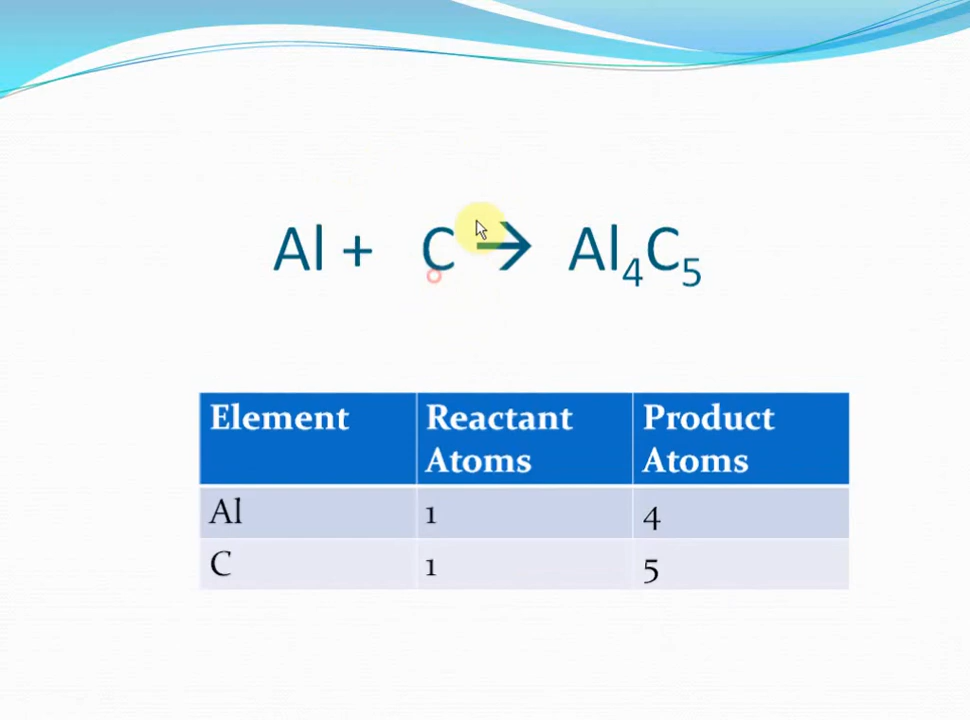 Al + C → Al₄C₅
Element Reactant Atoms Product Atoms
Al 1 4
C 1 5